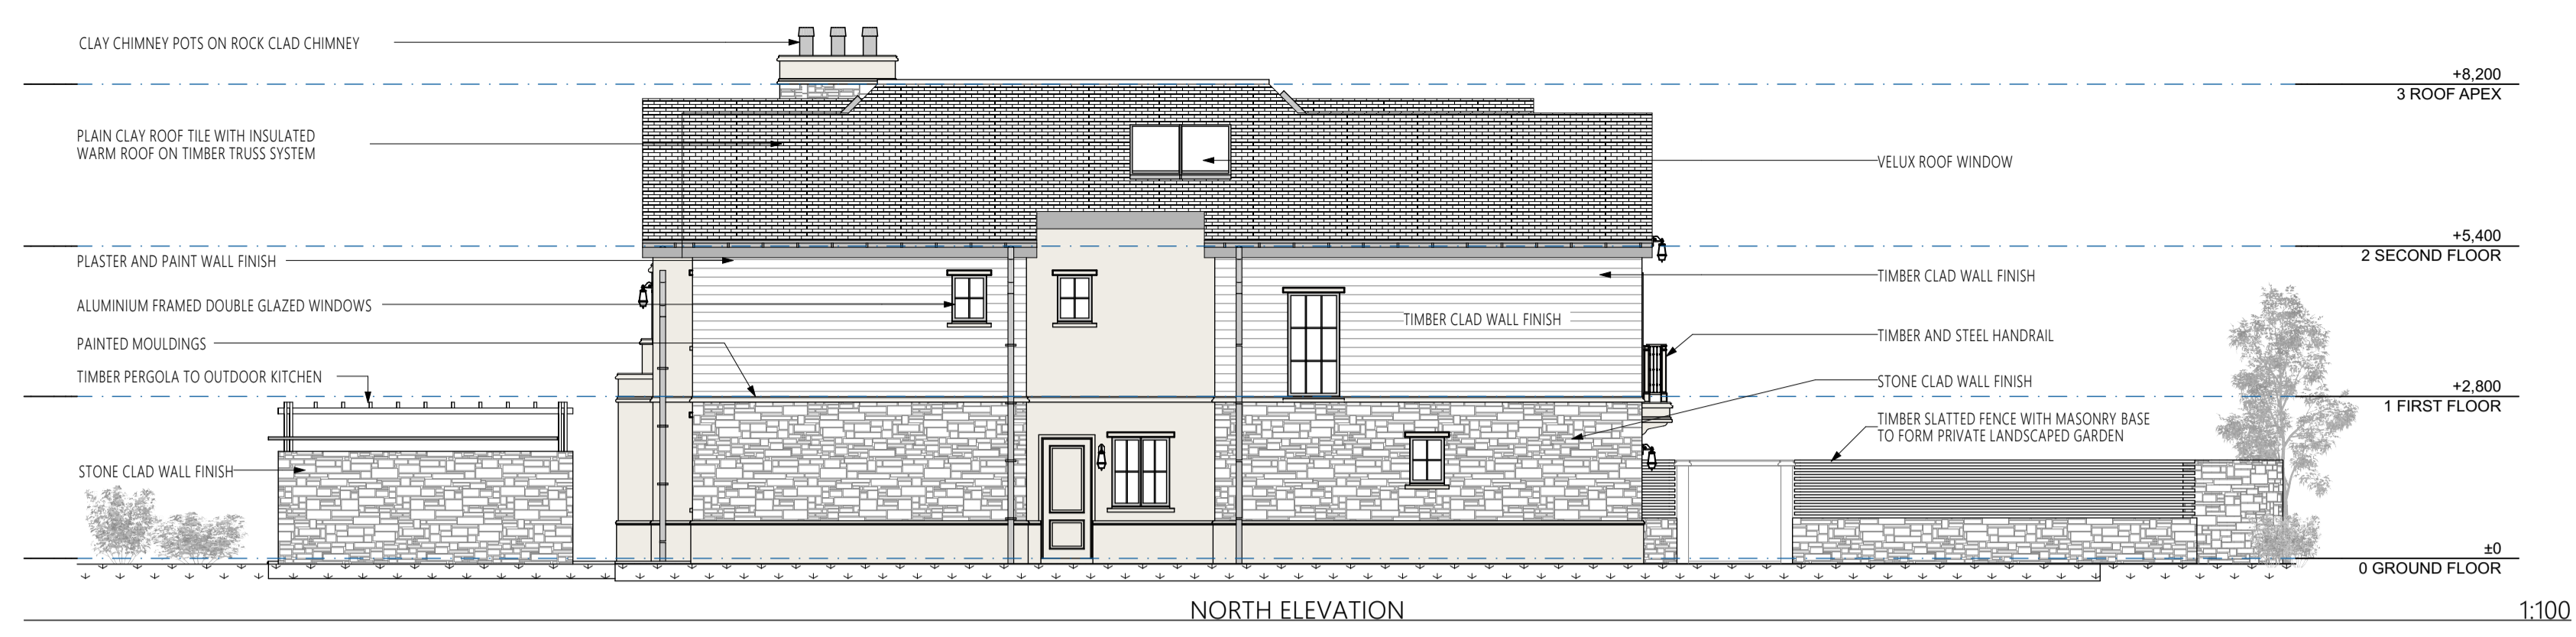 CLAY CHIMNEY POTS ON ROCK CLAD CHIMNEY
+8,200
3 ROOF APEX
PLAIN CLAY ROOF TILE WITH INSULATED
WARM ROOF ON TIMBER TRUSS SYSTEM
VELUX ROOF WINDOW
+5,400
2 SECOND FLOOR
PLASTER AND PAINT WALL FINISH
TIMBER CLAD WALL FINISH
ALUMINIUM FRAMED DOUBLE GLAZED WINDOWS
TIMBER CLAD WALL FINISH
PAINTED MOULDINGS
TIMBER AND STEEL HANDRAIL
TIMBER PERGOLA TO OUTDOOR KITCHEN
STONE CLAD WALL FINISH
+2,800
1 FIRST FLOOR
TIMBER SLATTED FENCE WITH MASONRY BASE
TO FORM PRIVATE LANDSCAPED GARDEN
STONE CLAD WALL FINISH
±0
0 GROUND FLOOR
NORTH ELEVATION
1:100